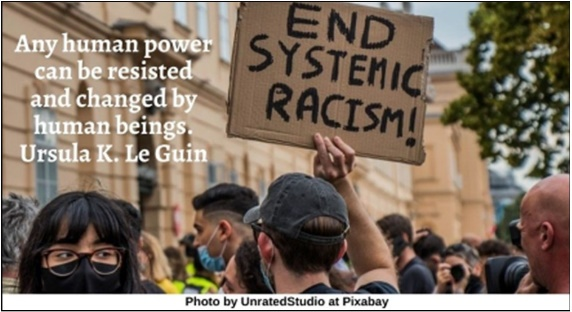 Any human power
can be resisted
and changed by
human beings.
Ursula K. Le Guin
END
SYSTEMIC
RACISM!
Photo by UnratedStudio at Pixabay